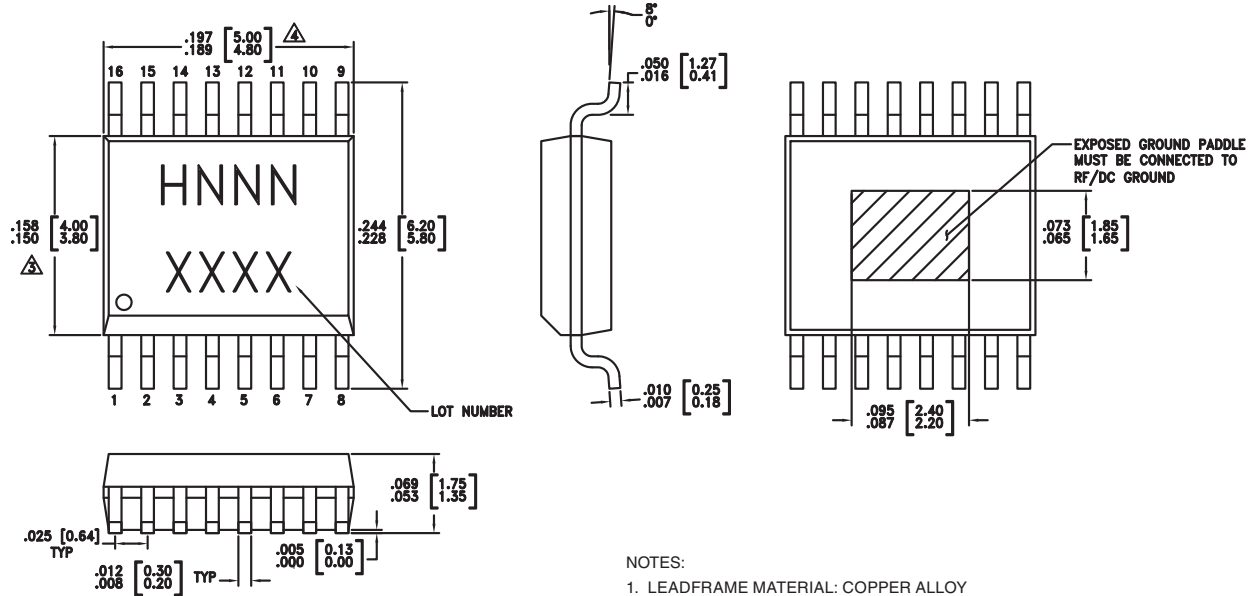 .197 [5.00] 4
.189 [4.80]
16 15 14 13 12 11 10 9
HNNN
XXXX
.158 [4.00]
.150 [3.80]
3
.244 [6.20]
.228 [5.80]
1 2 3 4 5 6 7 8
LOT NUMBER
8°
0°
.050 [1.27]
.016 [0.41]
.010 [0.25]
.007 [0.18]
EXPOSED GROUND PADDLE
MUST BE CONNECTED TO
RF/DC GROUND
.073 [1.85]
.065 [1.65]
.095 [2.40]
.087 [2.20]
.069 [1.75]
.053 [1.35]
.025 [0.64]
TYP
.012 [0.30]
.008 [0.20] TYP
.005 [0.13]
.000 [0.00]
NOTES:
1. LEADFRAME MATERIAL: COPPER ALLOY